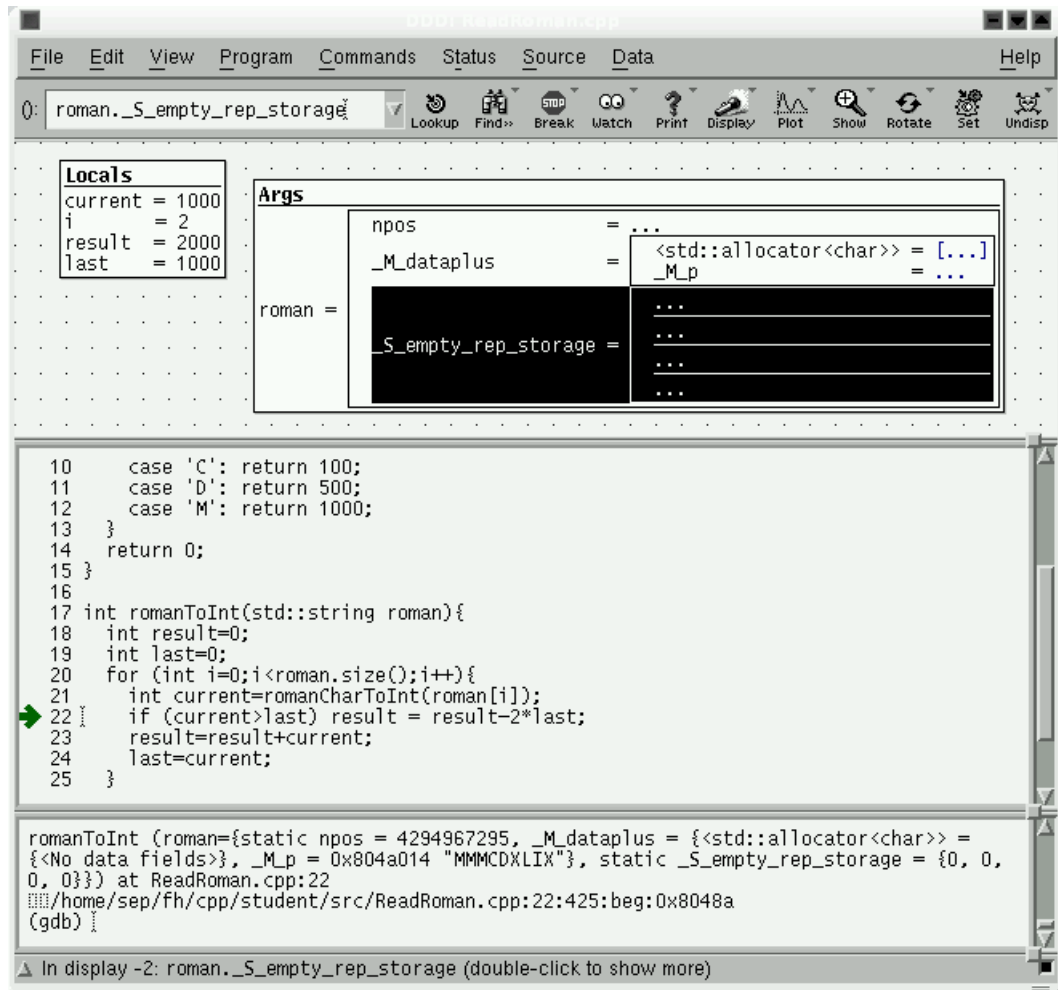 DDD: ReadRoman.cpp
File Edit View Program Commands Status Source Data Help
(): roman._S_empty_rep_storage Lookup Find» Break Watch Print Display Plot Show Rotate Set Undisp
STOP
Locals
current = 1000
i = 2
result = 2000
last = 1000
Args
roman =
npos = ...
_M_dataplus =
<std::allocator<char>> = [...]
_M_p = ...
_S_empty_rep_storage =
...
...
...
...
10 case 'C': return 100;
11 case 'D': return 500;
12 case 'M': return 1000;
13 }
14 return 0;
15 }
16
17 int romanToInt(std::string roman){
18 int result=0;
19 int last=0;
20 for (int i=0;i<roman.size();i++){
21 int current=romanCharToInt(roman[i]);
22 if (current>last) result = result-2*last;
23 result=result+current;
24 last=current;
25 }
romanToInt (roman={static npos = 4294967295, _M_dataplus = {<std::allocator<char>> =
{<No data fields>}, _M_p = 0x804a014 "MMMCDXLIX"}, static _S_empty_rep_storage = {0, 0,
0, 0}}) at ReadRoman.cpp:22
/home/sep/fh/cpp/student/src/ReadRoman.cpp:22:425:beg:0x8048a
(gdb)
In display -2: roman._S_empty_rep_storage (double-click to show more)